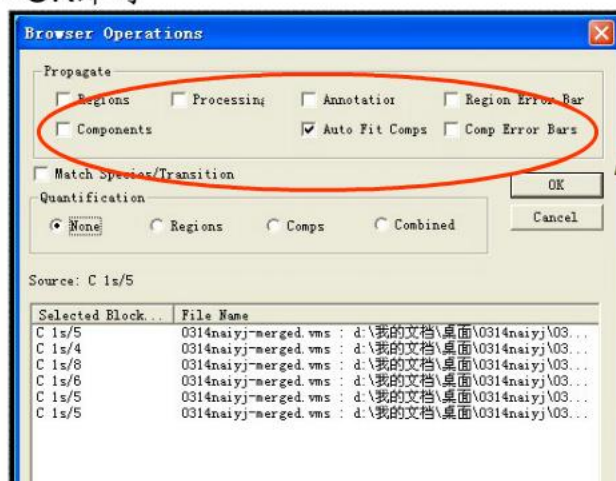 Browser Operations
Propagate
Regions Processing Annotation Region Error Bar
Components Auto Fit Comps Comp Error Bars
Match Species/Transition
OK
Quantification
None Regions Comps Combined
Cancel
Source: C 1s/5
Selected Block... File Name
C 1s/5 0314naiyj-merged.vms : d:\我的文档\桌面\0314naiyj\03...
C 1s/4 0314naiyj-merged.vms : d:\我的文档\桌面\0314naiyj\03...
C 1s/8 0314naiyj-merged.vms : d:\我的文档\桌面\0314naiyj\03...
C 1s/6 0314naiyj-merged.vms : d:\我的文档\桌面\0314naiyj\03...
C 1s/5 0314naiyj-merged.vms : d:\我的文档\桌面\0314naiyj\03...
C 1s/5 0314naiyj-merged.vms : d:\我的文档\桌面\0314naiyj\03...